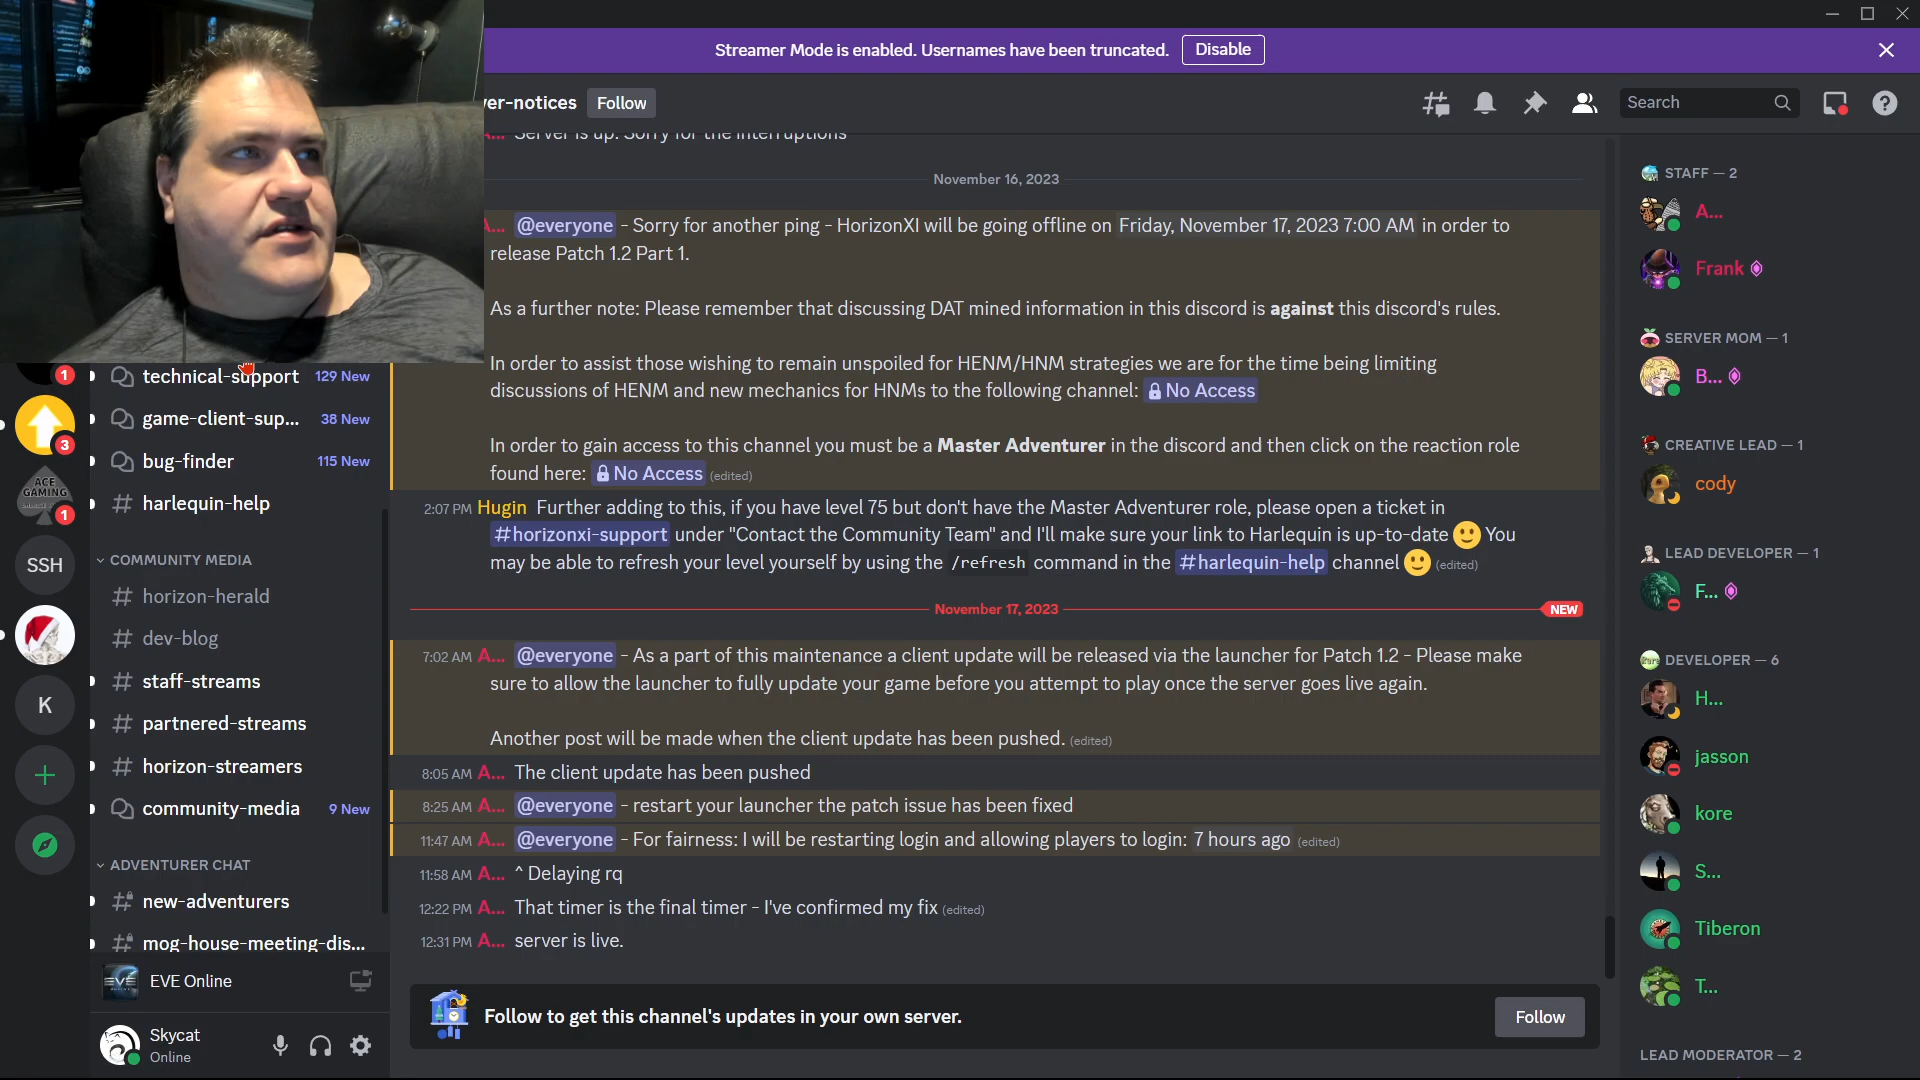 Streamer Mode is enabled. Usernames have been truncated. Disable
ver-notices Follow
Search
A... Server is up. Sorry for the interruptions
November 16, 2023
A... @everyone - Sorry for another ping - HorizonXI will be going offline on Friday, November 17, 2023 7:00 AM in order to
release Patch 1.2 Part 1.
As a further note: Please remember that discussing DAT mined information in this discord is against this discord's rules.
In order to assist those wishing to remain unspoiled for HENM/HNM strategies we are for the time being limiting
discussions of HENM and new mechanics for HNMs to the following channel: No Access
In order to gain access to this channel you must be a Master Adventurer in the discord and then click on the reaction role
found here: No Access (edited)
2:07 PM Hugin Further adding to this, if you have level 75 but don't have the Master Adventurer role, please open a ticket in
#horizonxi-support under "Contact the Community Team" and I'll make sure your link to Harlequin is up-to-date You
may be able to refresh your level yourself by using the /refresh command in the #harlequin-help channel (edited)
November 17, 2023 NEW
7:02 AM A... @everyone - As a part of this maintenance a client update will be released via the launcher for Patch 1.2 - Please make
sure to allow the launcher to fully update your game before you attempt to play once the server goes live again.
Another post will be made when the client update has been pushed. (edited)
8:05 AM A... The client update has been pushed
8:25 AM A... @everyone - restart your launcher the patch issue has been fixed
11:47 AM A... @everyone - For fairness: I will be restarting login and allowing players to login: 7 hours ago (edited)
11:58 AM A... ^ Delaying rq
12:22 PM A... That timer is the final timer - I've confirmed my fix (edited)
12:31 PM A... server is live.
Follow to get this channel's updates in your own server. Follow
1
3
ACE
GAMING
1
SSH
K
technical-support 129 New
game-client-sup... 38 New
bug-finder 115 New
# harlequin-help
COMMUNITY MEDIA
# horizon-herald
# dev-blog
# staff-streams
# partnered-streams
# horizon-streamers
community-media 9 New
ADVENTURER CHAT
# new-adventurers
# mog-house-meeting-dis...
EVE EVE Online
Skycat
Online
STAFF — 2
A...
Frank
SERVER MOM — 1
B...
CREATIVE LEAD — 1
cody
LEAD DEVELOPER — 1
F...
DEVELOPER — 6
H...
jasson
kore
S...
Tiberon
T...
LEAD MODERATOR — 2